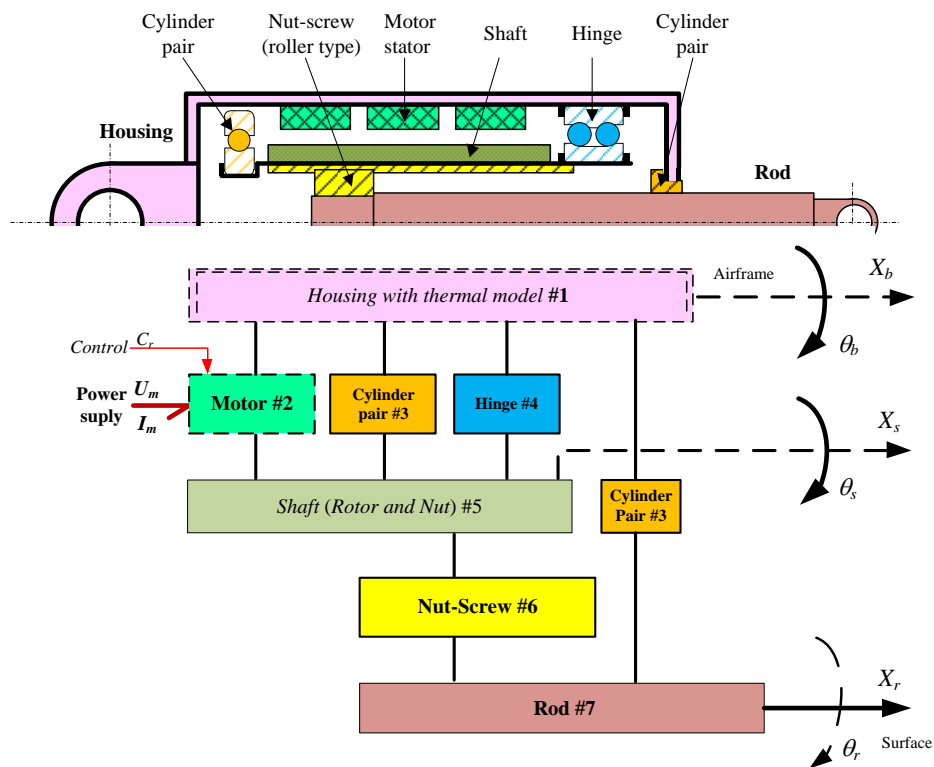 Cylinder
pair
Nut-screw
(roller type)
Motor
stator
Shaft
Hinge
Cylinder
pair
Housing
Rod
Housing with thermal model #1
Airframe
X_b
θ_b
Control C_r
Power
suply
U_m
I_m
Motor #2
Cylinder
pair #3
Hinge #4
X_s
θ_s
Shaft (Rotor and Nut) #5
Cylinder
Pair #3
Nut-Screw #6
Rod #7
X_r
θ_r
Surface